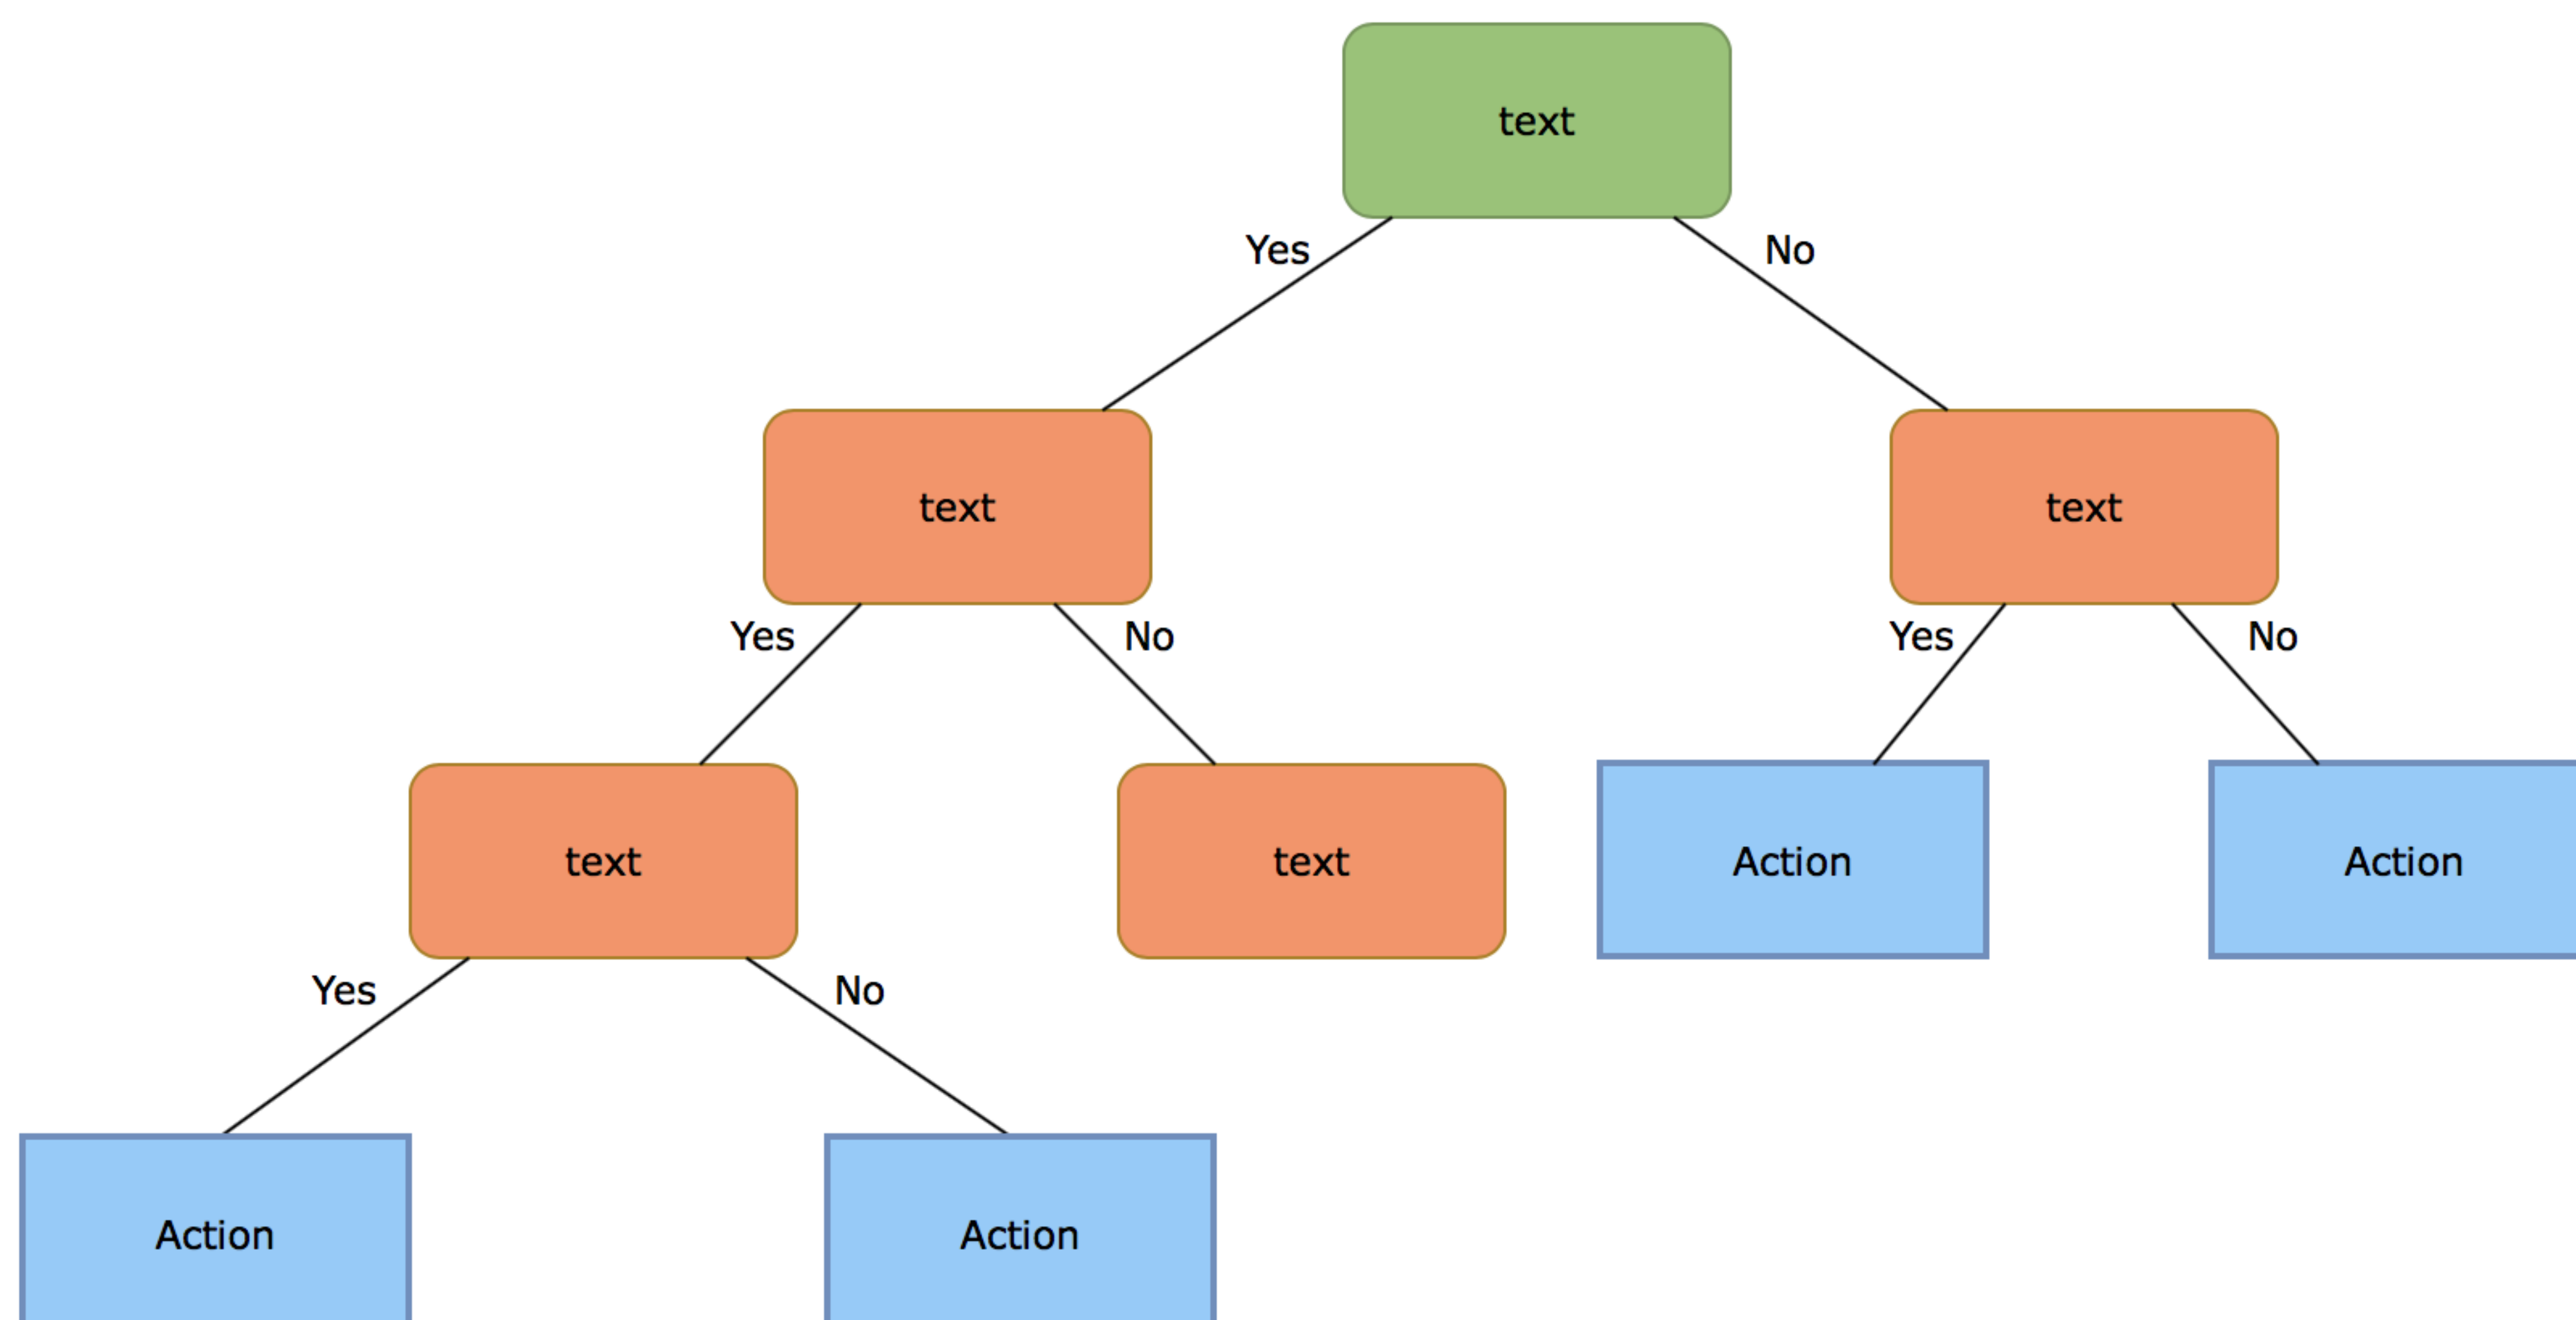 text
Yes
No
text
text
Yes
No
Yes
No
text
text
Action
Action
Yes
No
Action
Action